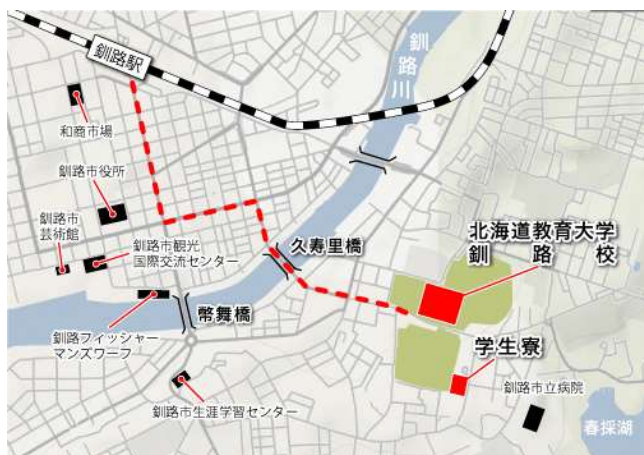 釧路駅
釧路川
和商市場
釧路市役所
釧路市
芸術館
釧路市観光
国際交流センター
久寿里橋
北海道教育大学
釧路校
幣舞橋
釧路フィッシャー
マンズワーフ
学生寮
釧路市立病院
釧路市生涯学習センター
春採湖